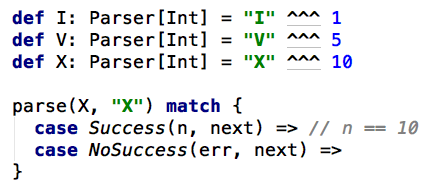 def I: Parser[Int] = "I" ^^^ 1
def V: Parser[Int] = "V" ^^^ 5
def X: Parser[Int] = "X" ^^^ 10
parse(X, "X") match {
case Success(n, next) => // n == 10
case NoSuccess(err, next) =>
}